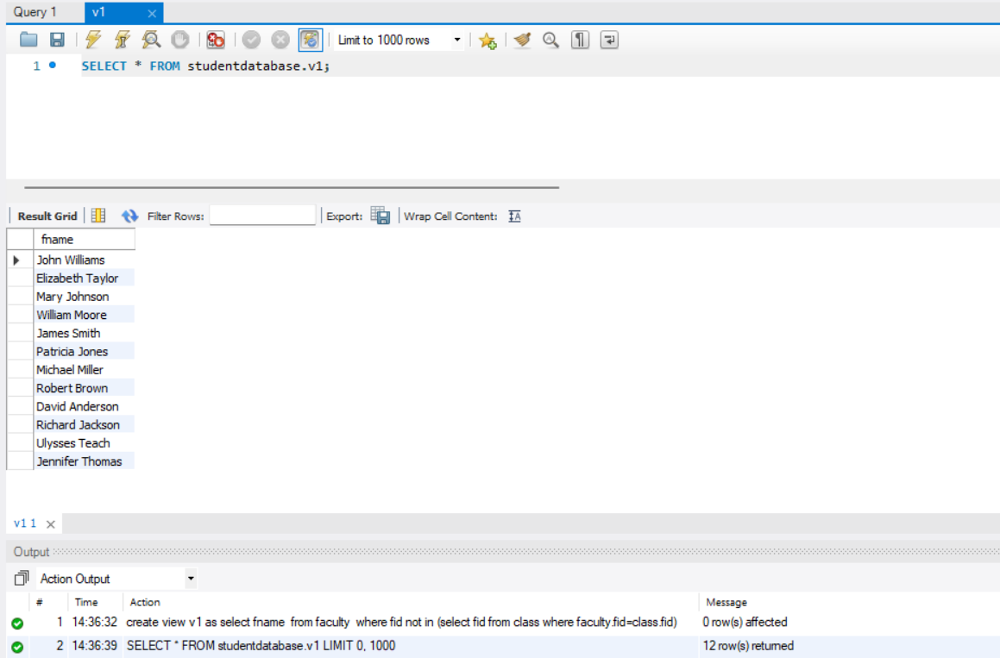 Query 1 v1
Limit to 1000 rows
1 SELECT * FROM studentdatabase.v1;
Result Grid Filter Rows: Export: Wrap Cell Content:
fname
John Williams
Elizabeth Taylor
Mary Johnson
William Moore
James Smith
Patricia Jones
Michael Miller
Robert Brown
David Anderson
Richard Jackson
Ulysses Teach
Jennifer Thomas
v1 1
Output
Action Output
# Time Action Message
1 14:36:32 create view v1 as select fname from faculty where fid not in (select fid from class where faculty.fid=class.fid) 0 row(s) affected
2 14:36:39 SELECT * FROM studentdatabase.v1 LIMIT 0, 1000 12 row(s) returned